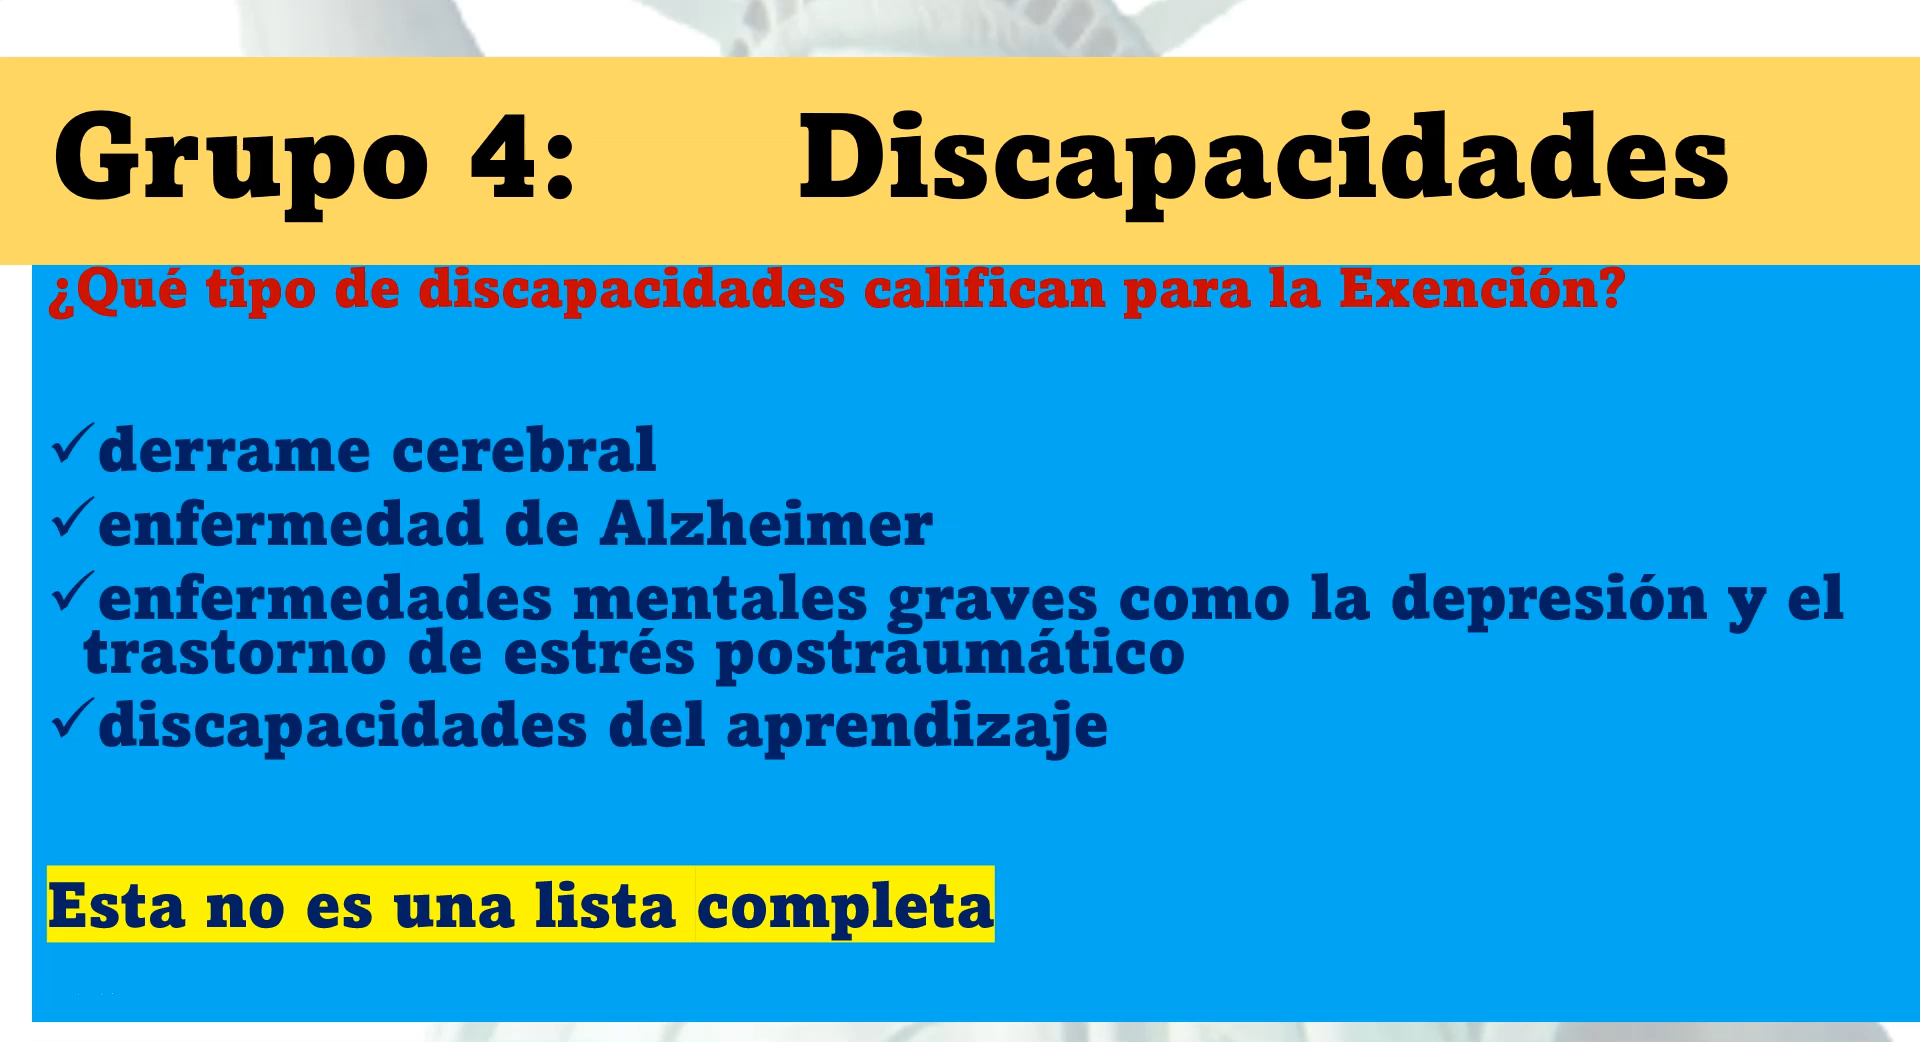 Grupo 4: Discapacidades
¿Qué tipo de discapacidades califican para la Exención?
✓derrame cerebral
✓enfermedad de Alzheimer
✓enfermedades mentales graves como la depresión y el
trastorno de estrés postraumático
✓discapacidades del aprendizaje
Esta no es una lista completa